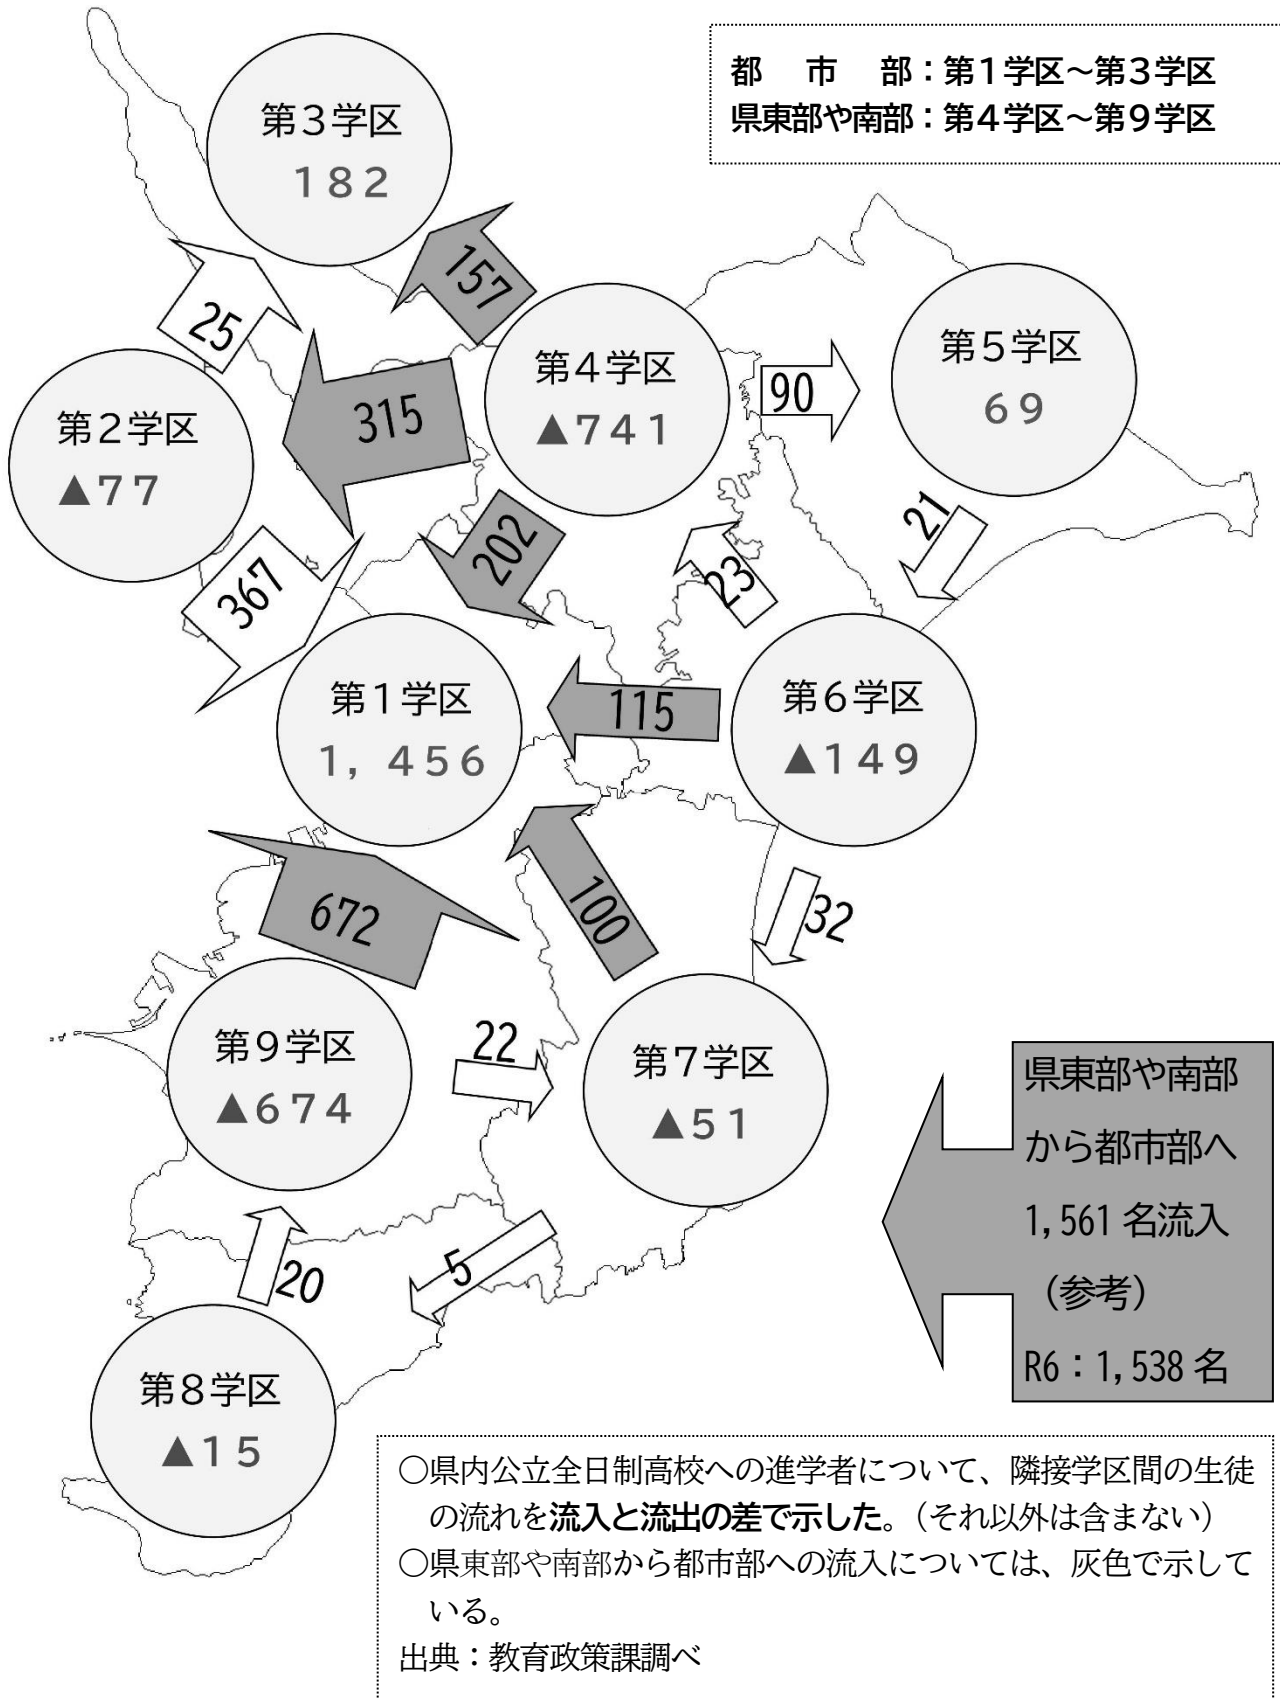 都　市　部：第1学区～第3学区
県東部や南部：第4学区～第9学区
第3学区
182
157
25
第4学区
▲741
第5学区
69
90
315
第2学区
▲77
21
202
23
367
第1学区
1,456
第6学区
▲149
115
100
32
672
第9学区
▲674
22
第7学区
▲51
県東部や南部
から都市部へ
1,561名流入
（参考）
R6：1,538名
5
20
第8学区
▲15
○県内公立全日制高校への進学者について、隣接学区間の生徒
の流れを流入と流出の差で示した。（それ以外は含まない）
○県東部や南部から都市部への流入については、灰色で示して
いる。
出典：教育政策課調べ